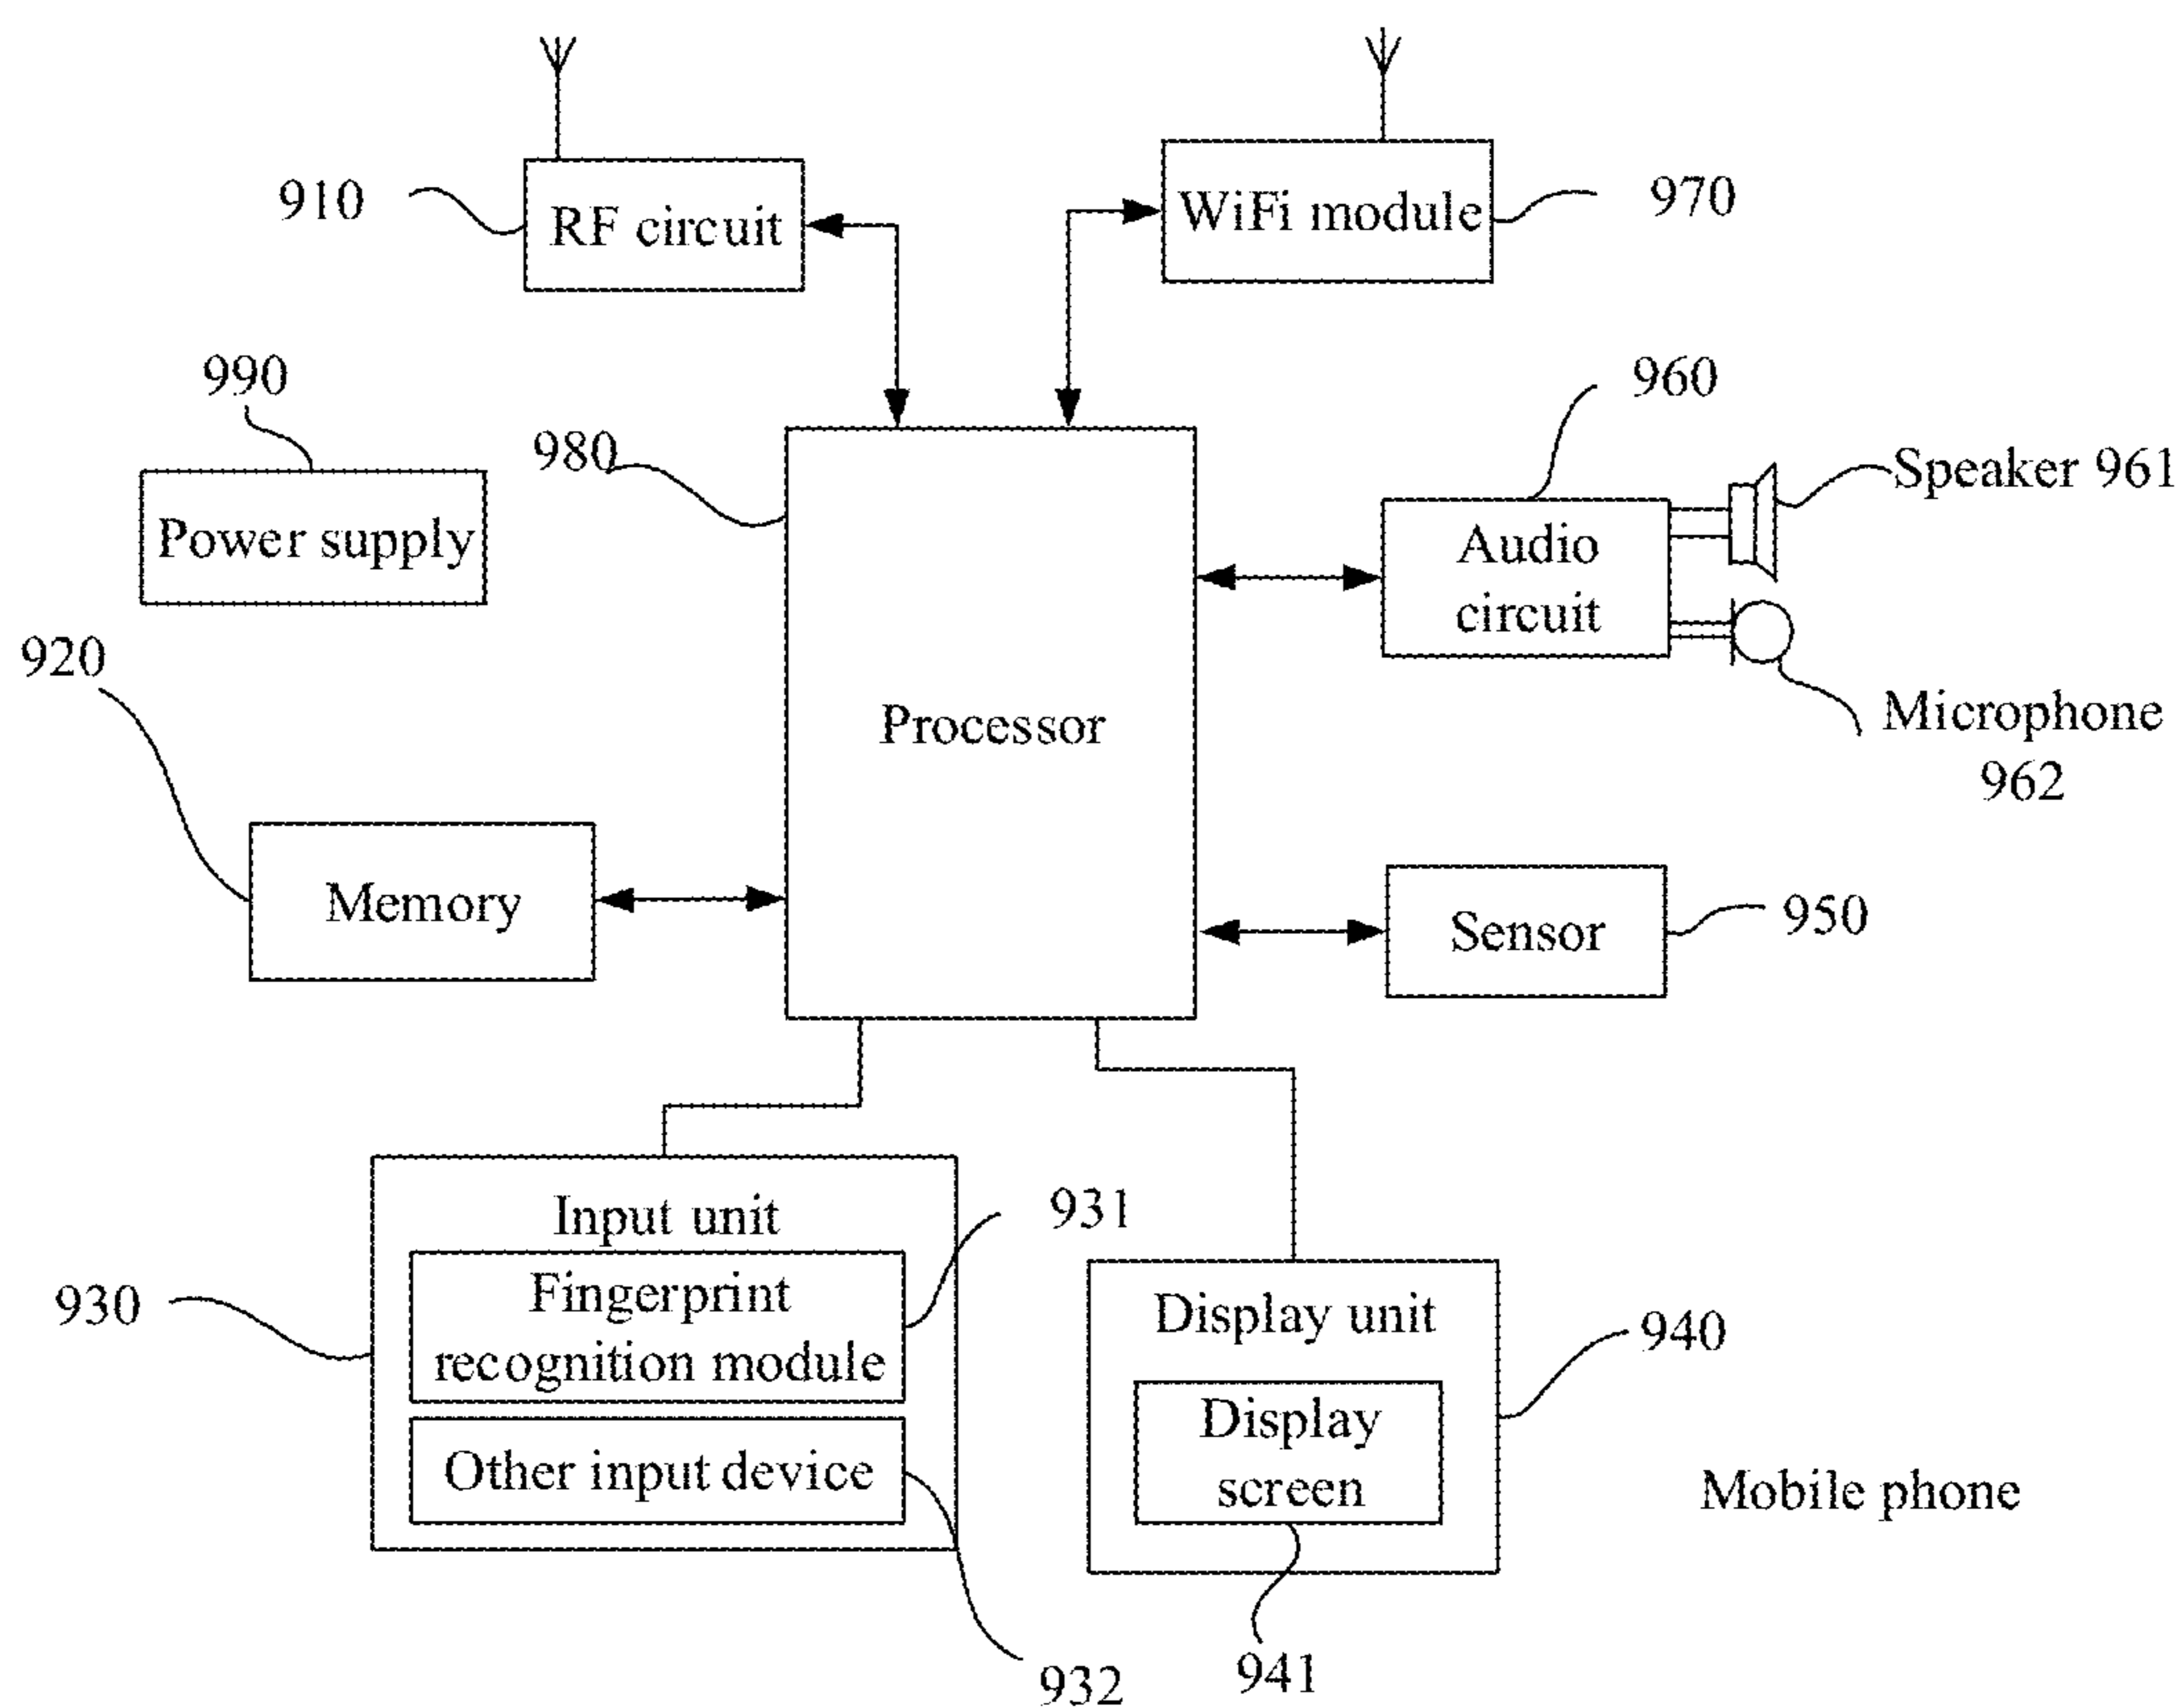 910
RF circuit
WiFi module
970
990
Power supply
980
960
Speaker 961
Audio
circuit
920
Processor
Microphone
962
Memory
Sensor
950
Input unit
931
Fingerprint
recognition module
930
Other input device
932
Display unit
940
Display
screen
941
Mobile phone